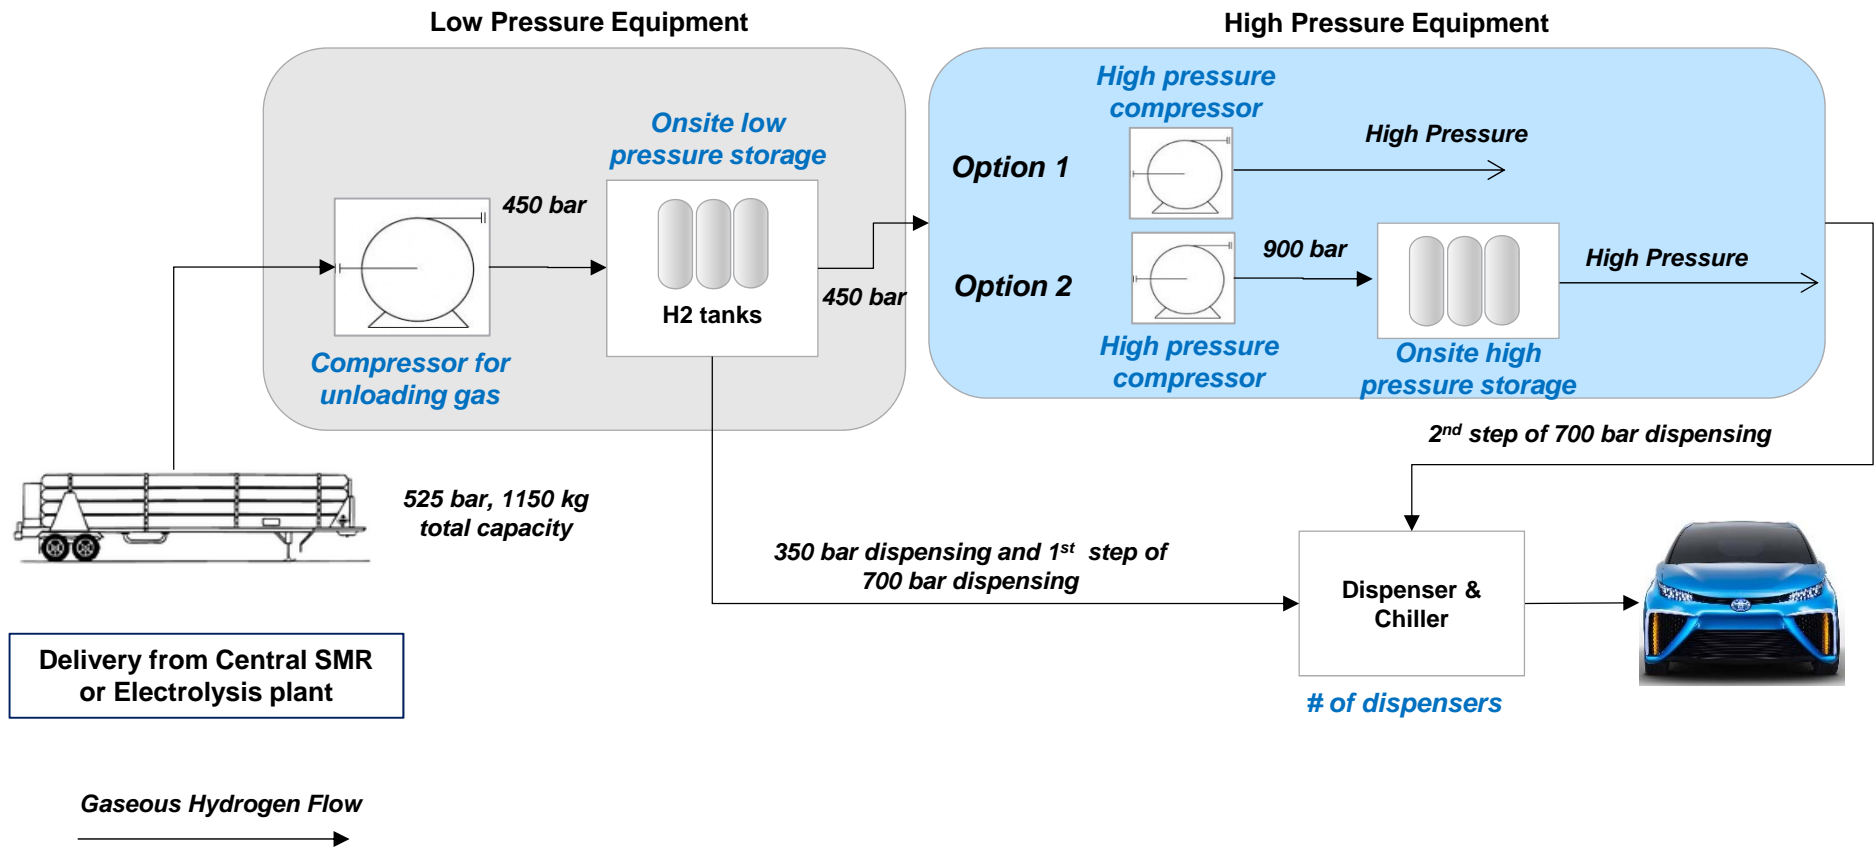 Low Pressure Equipment
High Pressure Equipment
High pressure
compressor
Onsite low
pressure storage
High Pressure
Option 1
450 bar
900 bar
High Pressure
Option 2
450 bar
H2 tanks
Compressor for
unloading gas
High pressure
compressor
Onsite high
pressure storage
2nd step of 700 bar dispensing
525 bar, 1150 kg
total capacity
350 bar dispensing and 1st step of
700 bar dispensing
Dispenser &
Chiller
Delivery from Central SMR
or Electrolysis plant
# of dispensers
Gaseous Hydrogen Flow